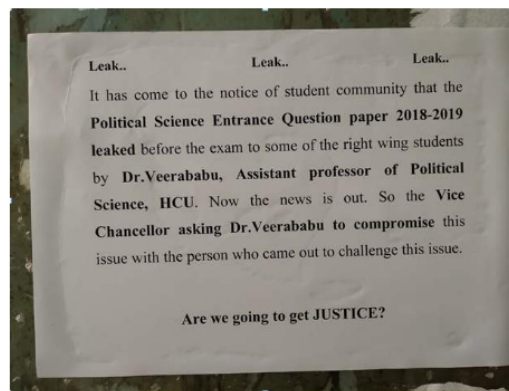 Leak.. Leak.. Leak..
It has come to the notice of student community that the
Political Science Entrance Question paper 2018-2019
leaked before the exam to some of the right wing students
by Dr.Veerababu, Assistant professor of Political
Science, HCU. Now the news is out. So the Vice
Chancellor asking Dr.Veerababu to compromise this
issue with the person who came out to challenge this issue.
Are we going to get JUSTICE?